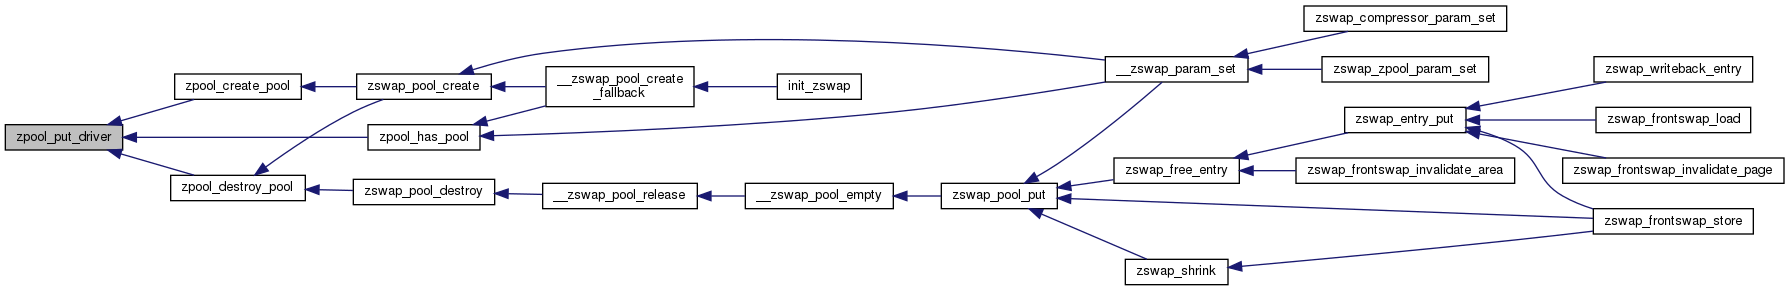 zswap_compressor_param_set
__zswap_param_set
zswap_zpool_param_set
zswap_writeback_entry
zpool_create_pool
zswap_pool_create
__zswap_pool_create
_fallback
init_zswap
zswap_entry_put
zswap_frontswap_load
zpool_put_driver
zpool_has_pool
zswap_free_entry
zswap_frontswap_invalidate_area
zswap_frontswap_invalidate_page
zpool_destroy_pool
zswap_pool_destroy
__zswap_pool_release
__zswap_pool_empty
zswap_pool_put
zswap_frontswap_store
zswap_shrink